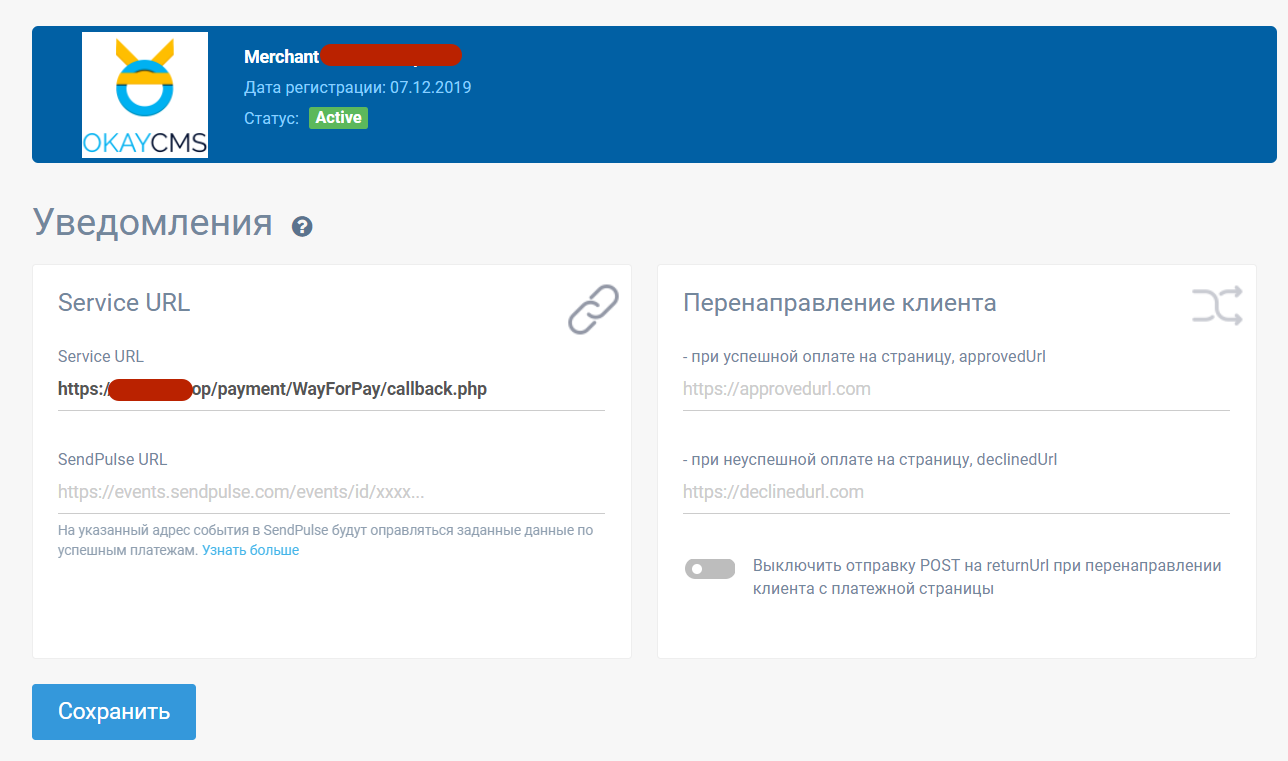 OKAYCMS
Merchant
Дата регистрации: 07.12.2019
Статус: Active
Уведомления ?
Service URL
Service URL
https:/ op/payment/WayForPay/callback.php
SendPulse URL
https://events.sendpulse.com/events/id/xxxx...
На указанный адрес события в SendPulse будут оправляться заданные данные по
успешным платежам. Узнать больше
Перенаправление клиента
- при успешной оплате на страницу, approvedUrl
https://approvedurl.com
- при неуспешной оплате на страницу, declinedUrl
https://declinedurl.com
Выключить отправку POST на returnUrl при перенаправлении
клиента с платежной страницы
Сохранить